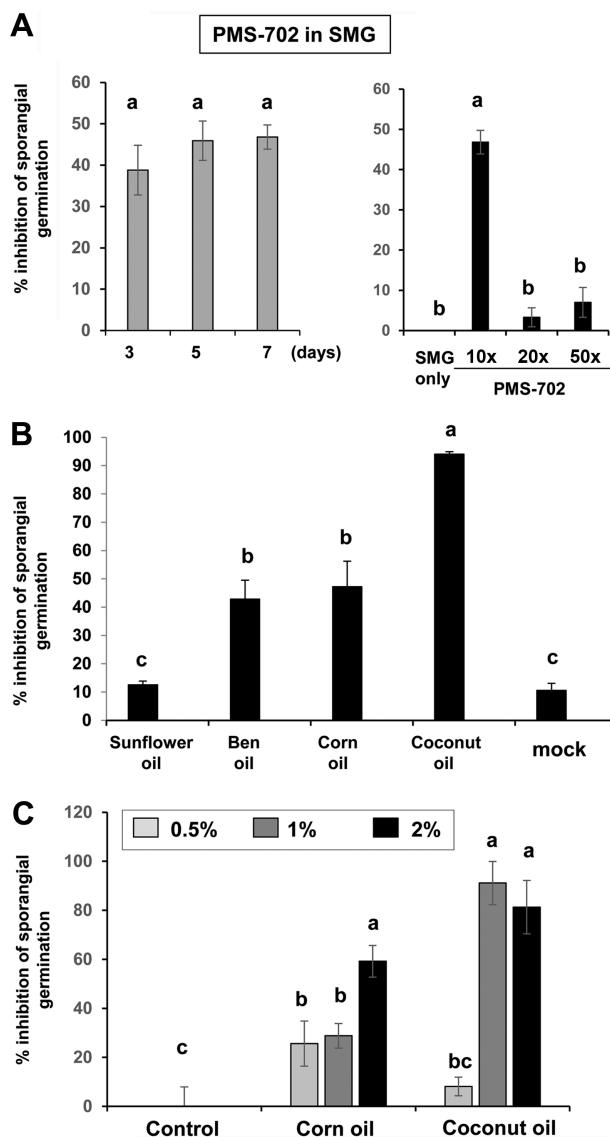 A
PMS-702 in SMG
% inhibition of sporangial
germination
60
50
40
30
20
10
0
a
a
a
3
5
7
(days)
60
50
40
30
20
10
0
b
a
b
b
SMG
only
10x
20x
50x
PMS-702
B
% inhibition of sporangial
germination
100
90
80
70
60
50
40
30
20
10
0
c
b
b
a
c
Sunflower
oil
Ben
oil
Corn
oil
Coconut
oil
mock
C
0.5%
1%
2%
% inhibition of sporangial
germination
120
100
80
60
40
20
0
c
b
b
a
bc
a
a
Control
Corn oil
Coconut oil